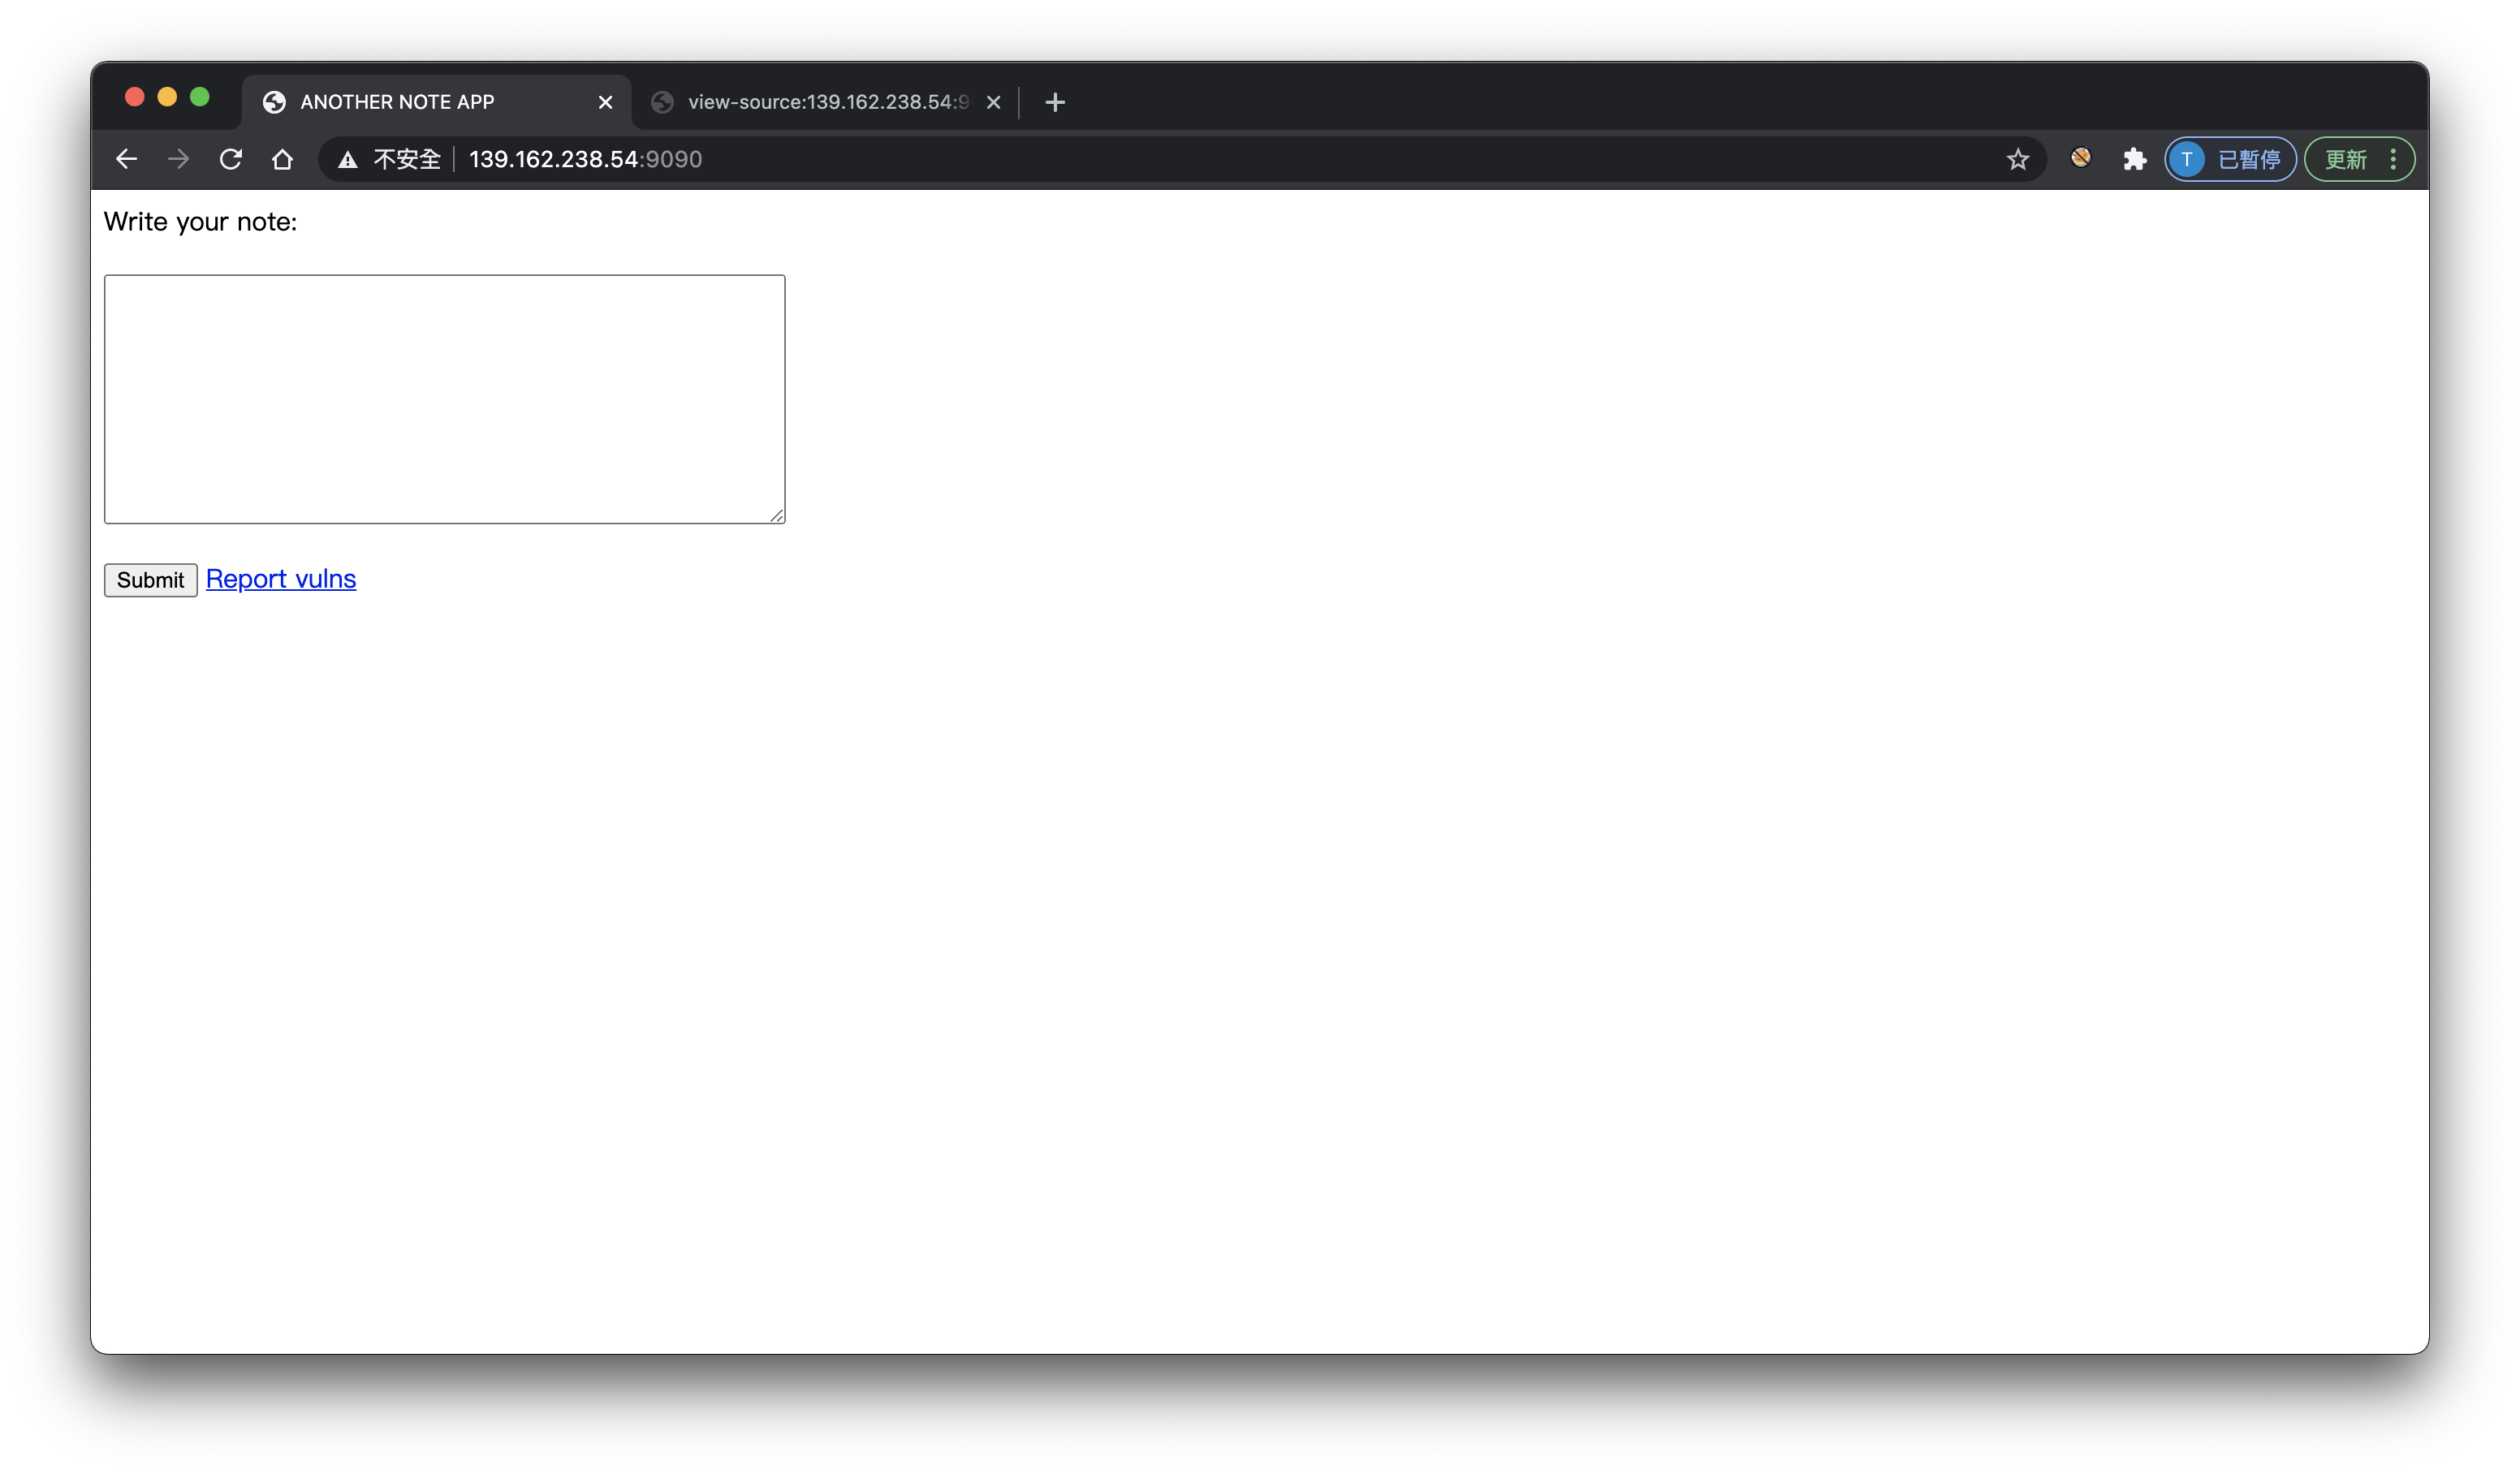 ANOTHER NOTE APP
view-source:139.162.238.54:9
不安全 139.162.238.54:9090
T 已暫停 更新
Write your note:
Submit Report vulns